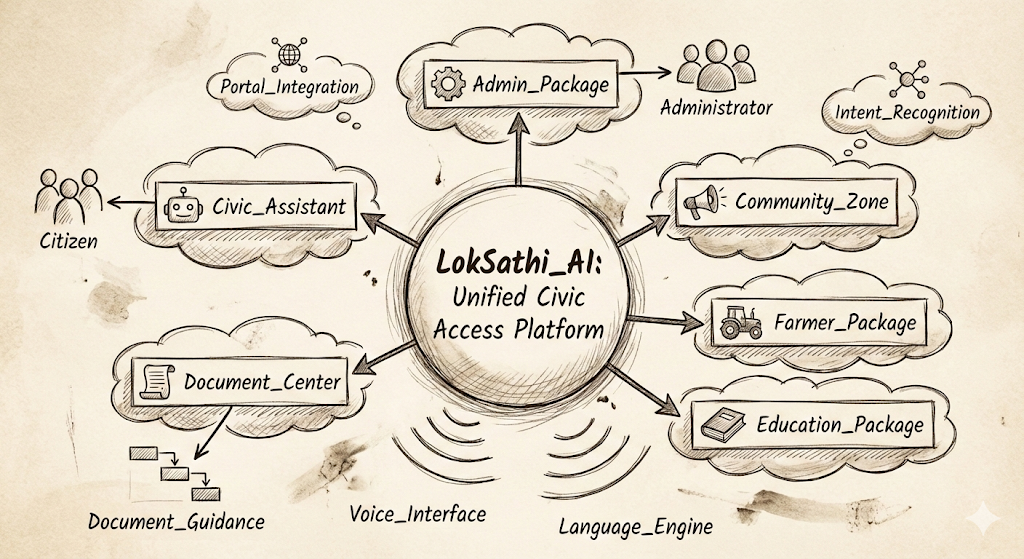 Portal_Integration
Admin_Package
Administrator
Intent_Recognition
Civic_Assistant
Citizen
Community_Zone
LokSathi_AI:
Unified Civic
Access Platform
Farmer_Package
Document_Center
Education_Package
Document_Guidance
Voice_Interface
Language_Engine